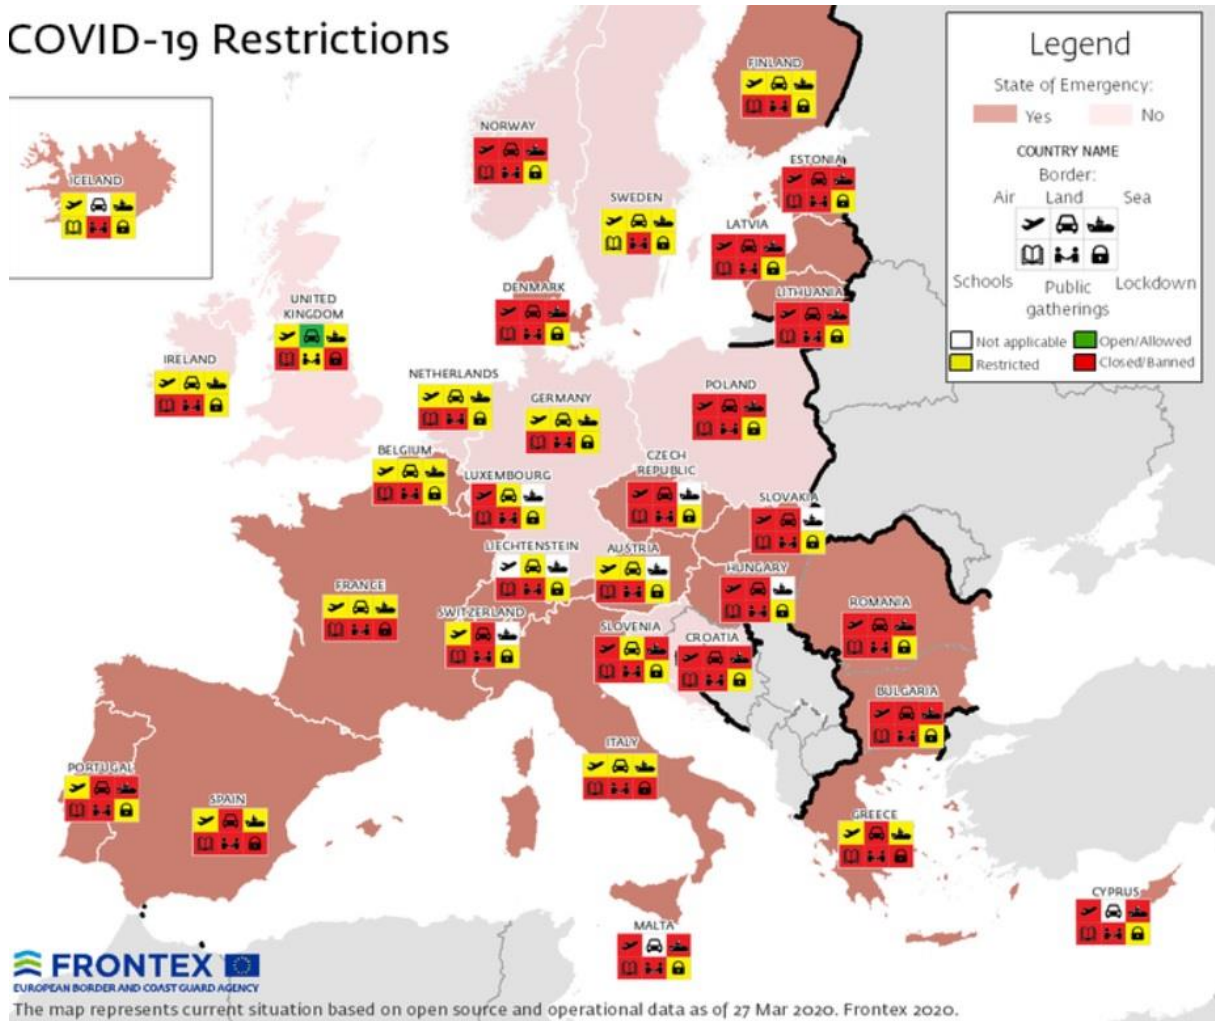 COVID-19 Restrictions
Legend
State of Emergency:
Yes
No
COUNTRY NAME
Border:
Air Land Sea
Schools Public gatherings Lockdown
Not applicable
Open/Allowed
Restricted
Closed/Banned
FINLAND
NORWAY
ESTONIA
ICELAND
SWEDEN
LATVIA
DENMARK
LITHUANIA
UNITED
KINGDOM
IRELAND
NETHERLANDS
GERMANY
POLAND
BELGIUM
LUXEMBOURG
CZECH
REPUBLIC
SLOVAKIA
LIECHTENSTEIN
AUSTRIA
HUNGARY
FRANCE
SWITZERLAND
SLOVENIA
CROATIA
ROMANIA
BULGARIA
ITALY
PORTUGAL
SPAIN
GREECE
CYPRUS
MALTA
FRONTEX
EUROPEAN BORDER AND COAST GUARD AGENCY
The map represents current situation based on open source and operational data as of 27 Mar 2020. Frontex 2020.